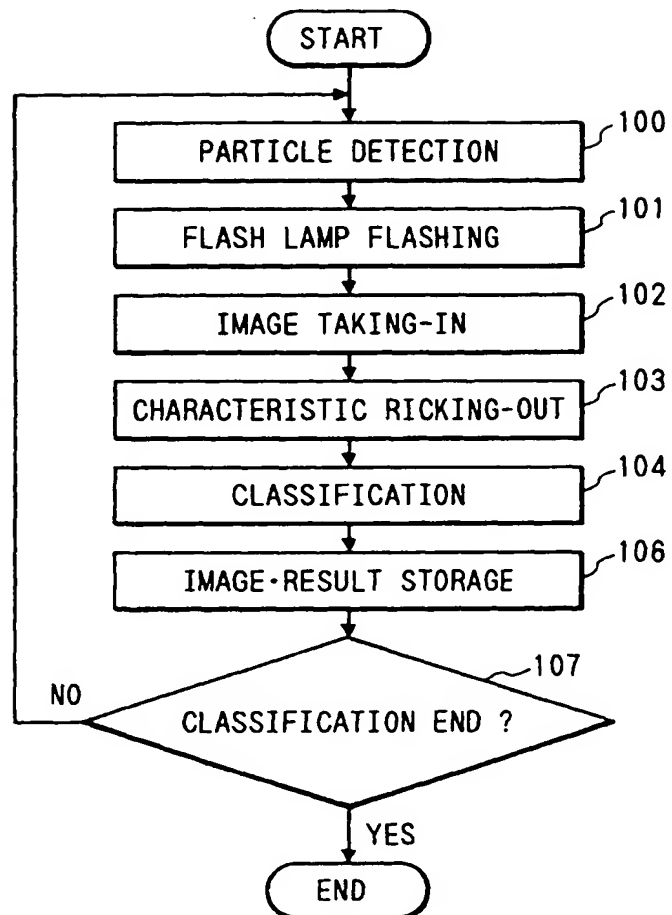 START
PARTICLE DETECTION
100
FLASH LAMP FLASHING
101
IMAGE TAKING-IN
102
CHARACTERISTIC RICKING-OUT
103
CLASSIFICATION
104
IMAGE·RESULT STORAGE
106
CLASSIFICATION END ?
107
NO
YES
END